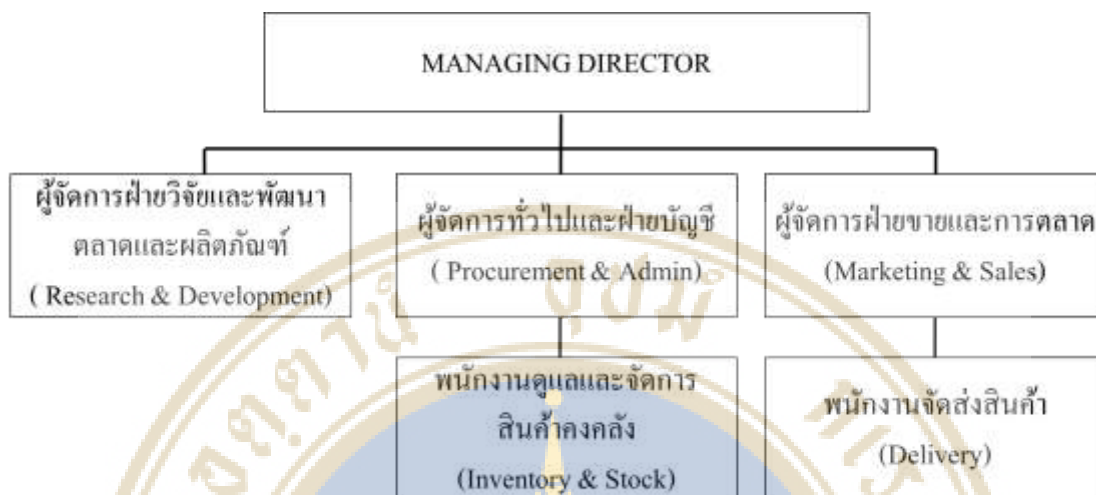 MANAGING DIRECTOR
ผู้จัดการฝ่ายวิจัยและพัฒนา
ตลาดและผลิตภัณฑ์
( Research & Development)
ผู้จัดการทั่วไปและฝ่ายบัญชี
( Procurement & Admin)
ผู้จัดการฝ่ายขายและการตลาด
(Marketing & Sales)
พนักงานดูแลและจัดการ
สินค้าคงคลัง
(Inventory & Stock)
พนักงานจัดส่งสินค้า
(Delivery)